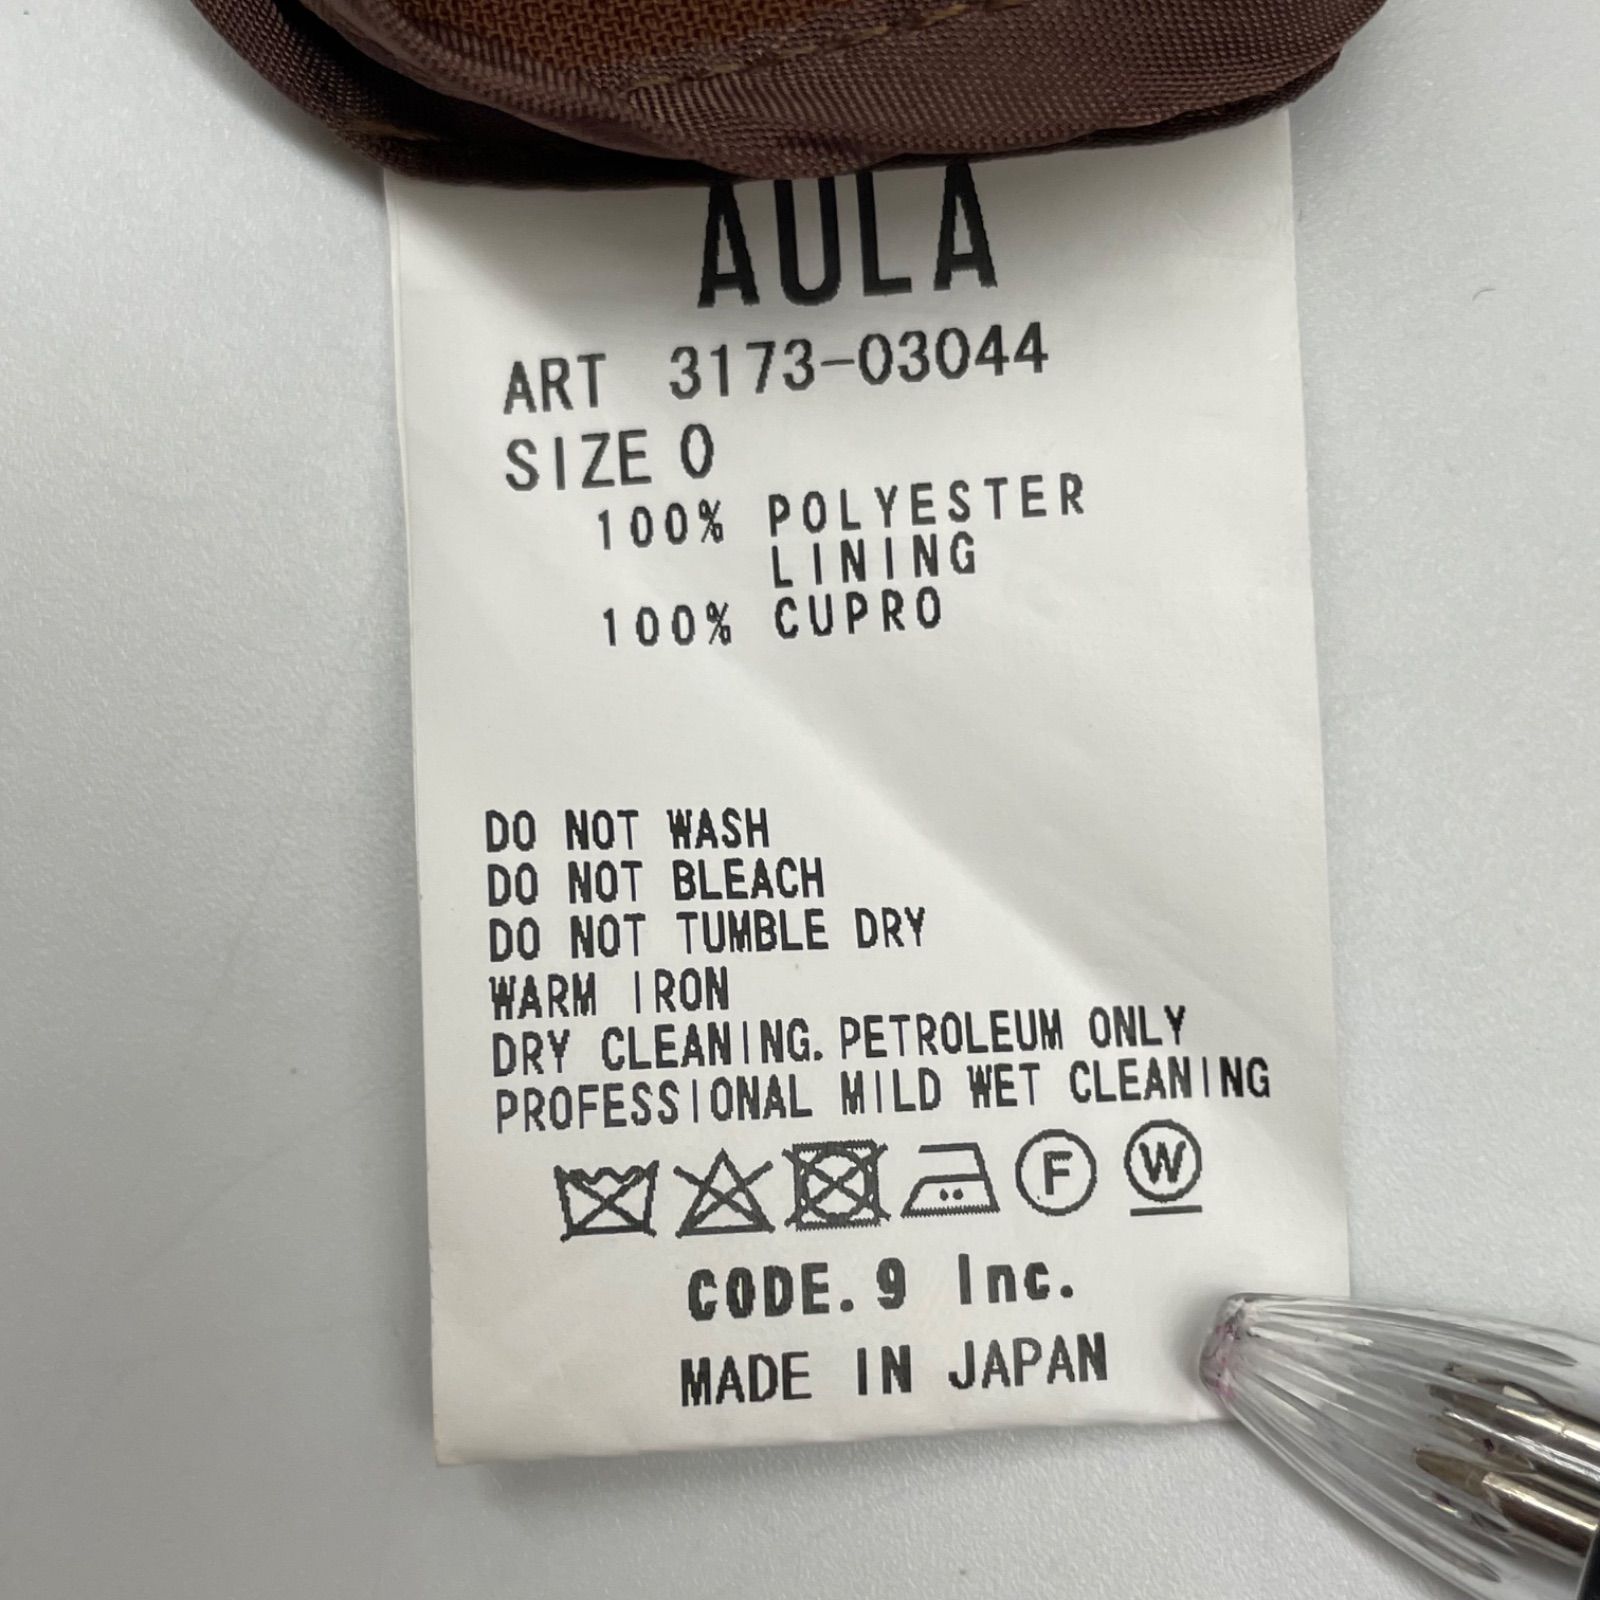 AULA
ART 3173-03044
SIZE 0
100% POLYESTER
LINING
100% CUPRO
DO NOT WASH
DO NOT BLEACH
DO NOT TUMBLE DRY
WARM IRON
DRY CLEANING. PETROLEUM ONLY
PROFESSIONAL MILD WET CLEANING
F W
CODE. 9 Inc.
MADE IN JAPAN